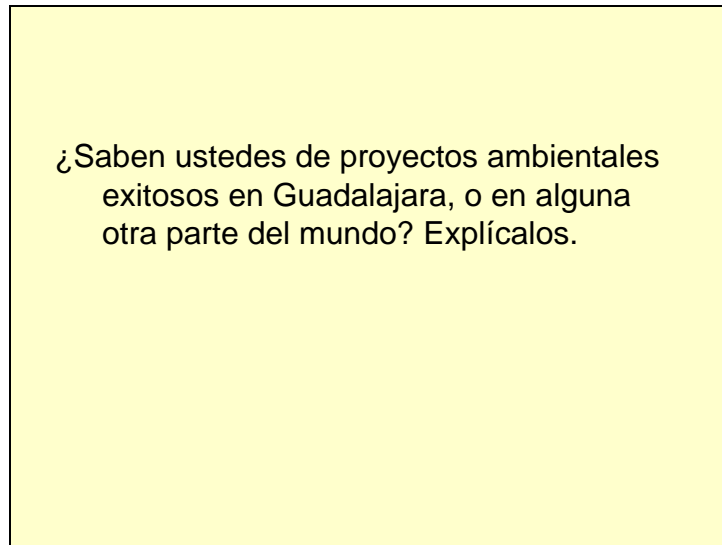 ¿Saben ustedes de proyectos ambientales
exitosos en Guadalajara, o en alguna
otra parte del mundo? Explícalos.